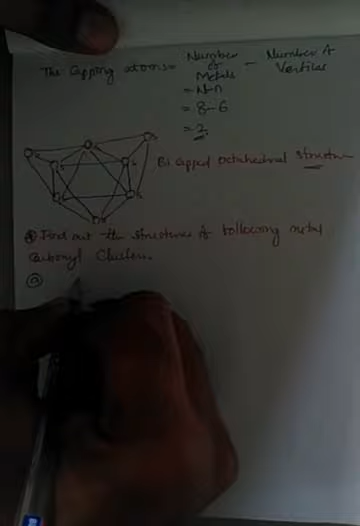 The Capping atoms = Number of Metals - Number of Vertices
= N-n
= 8-6
= 2
Bi capped octahedral structure
Find out the structures of following metal
Carbonyl Clusters.
a